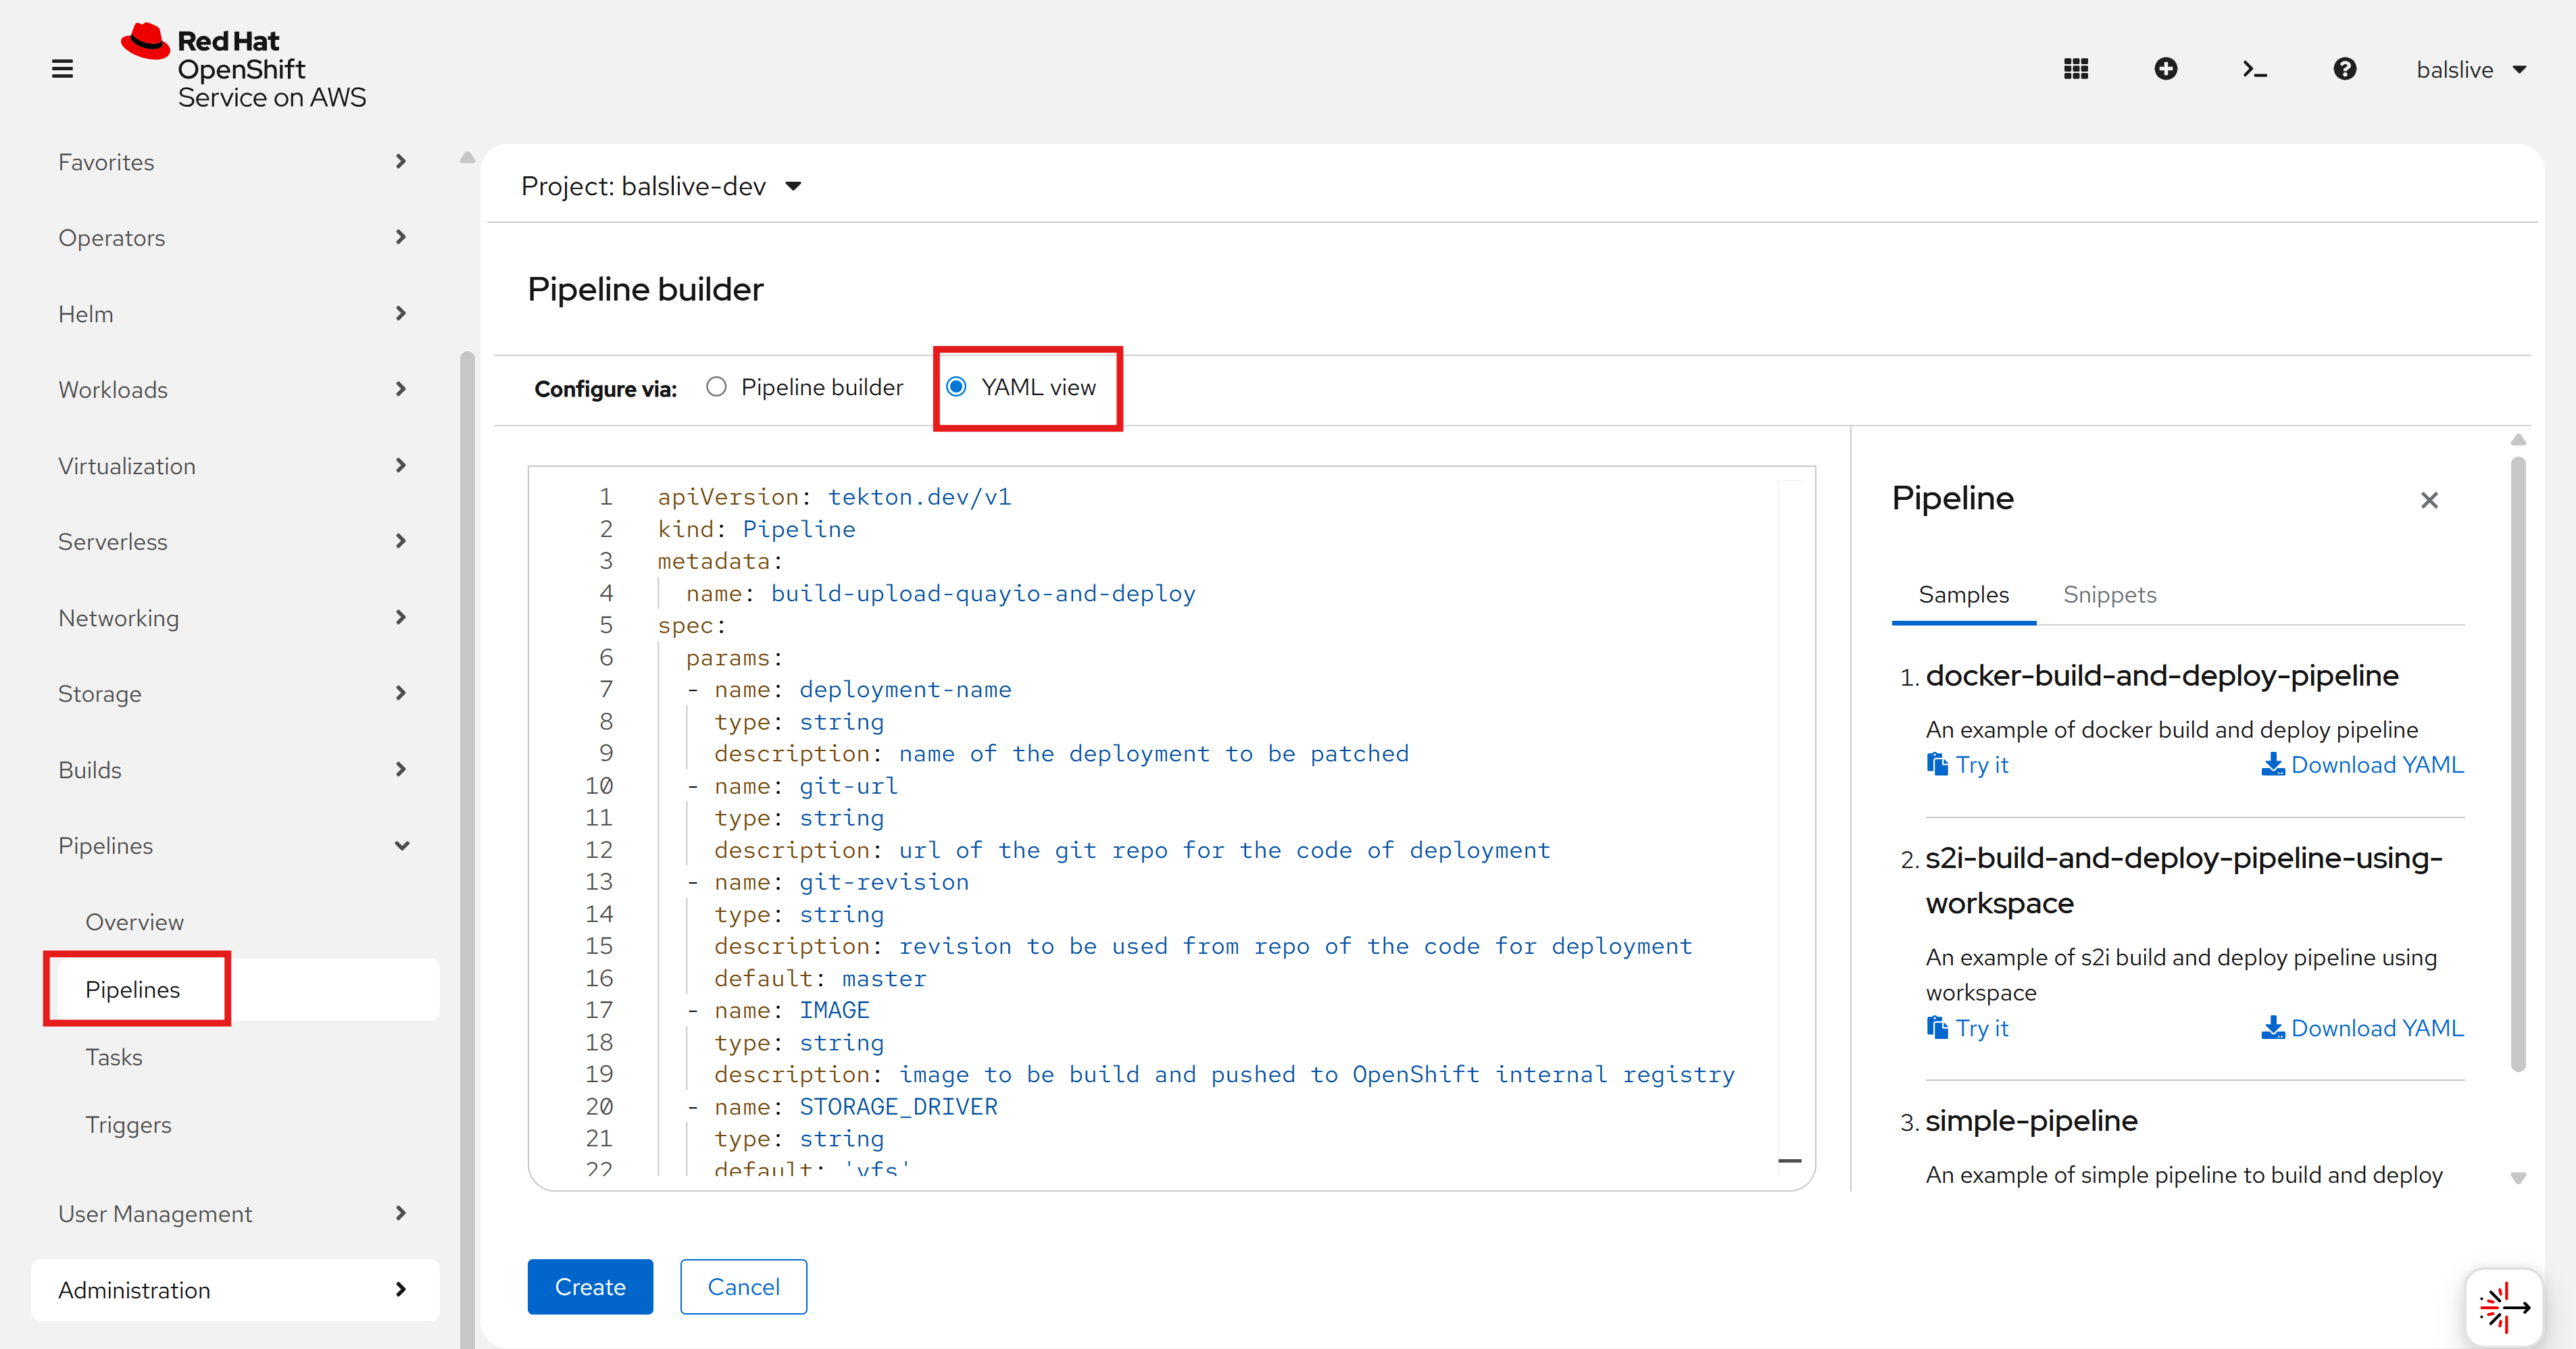 Red Hat
OpenShift
Service on AWS
balslive
Favorites
Operators
Helm
Workloads
Virtualization
Serverless
Networking
Storage
Builds
Pipelines
Overview
Pipelines
Tasks
Triggers
User Management
Administration
Project: balslive-dev
Pipeline builder
Configure via: Pipeline builder YAML view
1 apiVersion: tekton.dev/v1
2 kind: Pipeline
3 metadata:
4 name: build-upload-quayio-and-deploy
5 spec:
6 params:
7 - name: deployment-name
8 type: string
9 description: name of the deployment to be patched
10 - name: git-url
11 type: string
12 description: url of the git repo for the code of deployment
13 - name: git-revision
14 type: string
15 description: revision to be used from repo of the code for deployment
16 default: master
17 - name: IMAGE
18 type: string
19 description: image to be build and pushed to OpenShift internal registry
20 - name: STORAGE_DRIVER
21 type: string
22 default: 'vfs'
Create Cancel
Pipeline
Samples Snippets
1. docker-build-and-deploy-pipeline
An example of docker build and deploy pipeline
Try it Download YAML
2. s2i-build-and-deploy-pipeline-using-
workspace
An example of s2i build and deploy pipeline using
workspace
Try it Download YAML
3. simple-pipeline
An example of simple pipeline to build and deploy